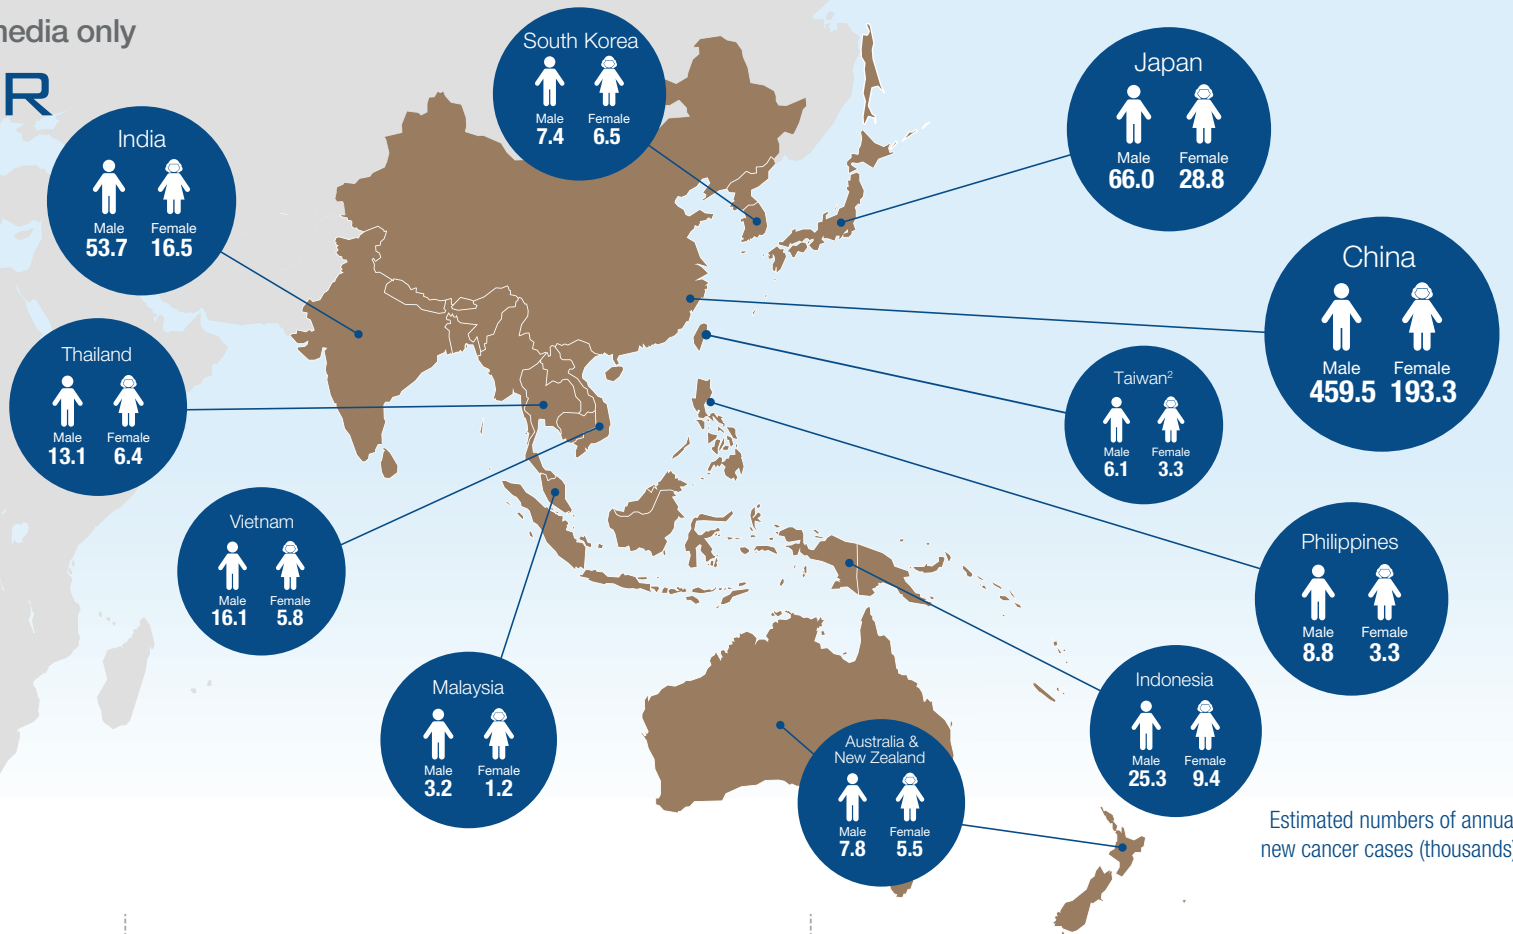 media only
R
South Korea
Male Female
7.4 6.5
Japan
Male Female
66.0 28.8
India
Male Female
53.7 16.5
China
Male Female
459.5 193.3
Thailand
Male Female
13.1 6.4
Taiwan²
Male Female
6.1 3.3
Vietnam
Male Female
16.1 5.8
Philippines
Male Female
8.8 3.3
Malaysia
Male Female
3.2 1.2
Indonesia
Male Female
25.3 9.4
Australia &
New Zealand
Male Female
7.8 5.5
Estimated numbers of annua
new cancer cases (thousands)